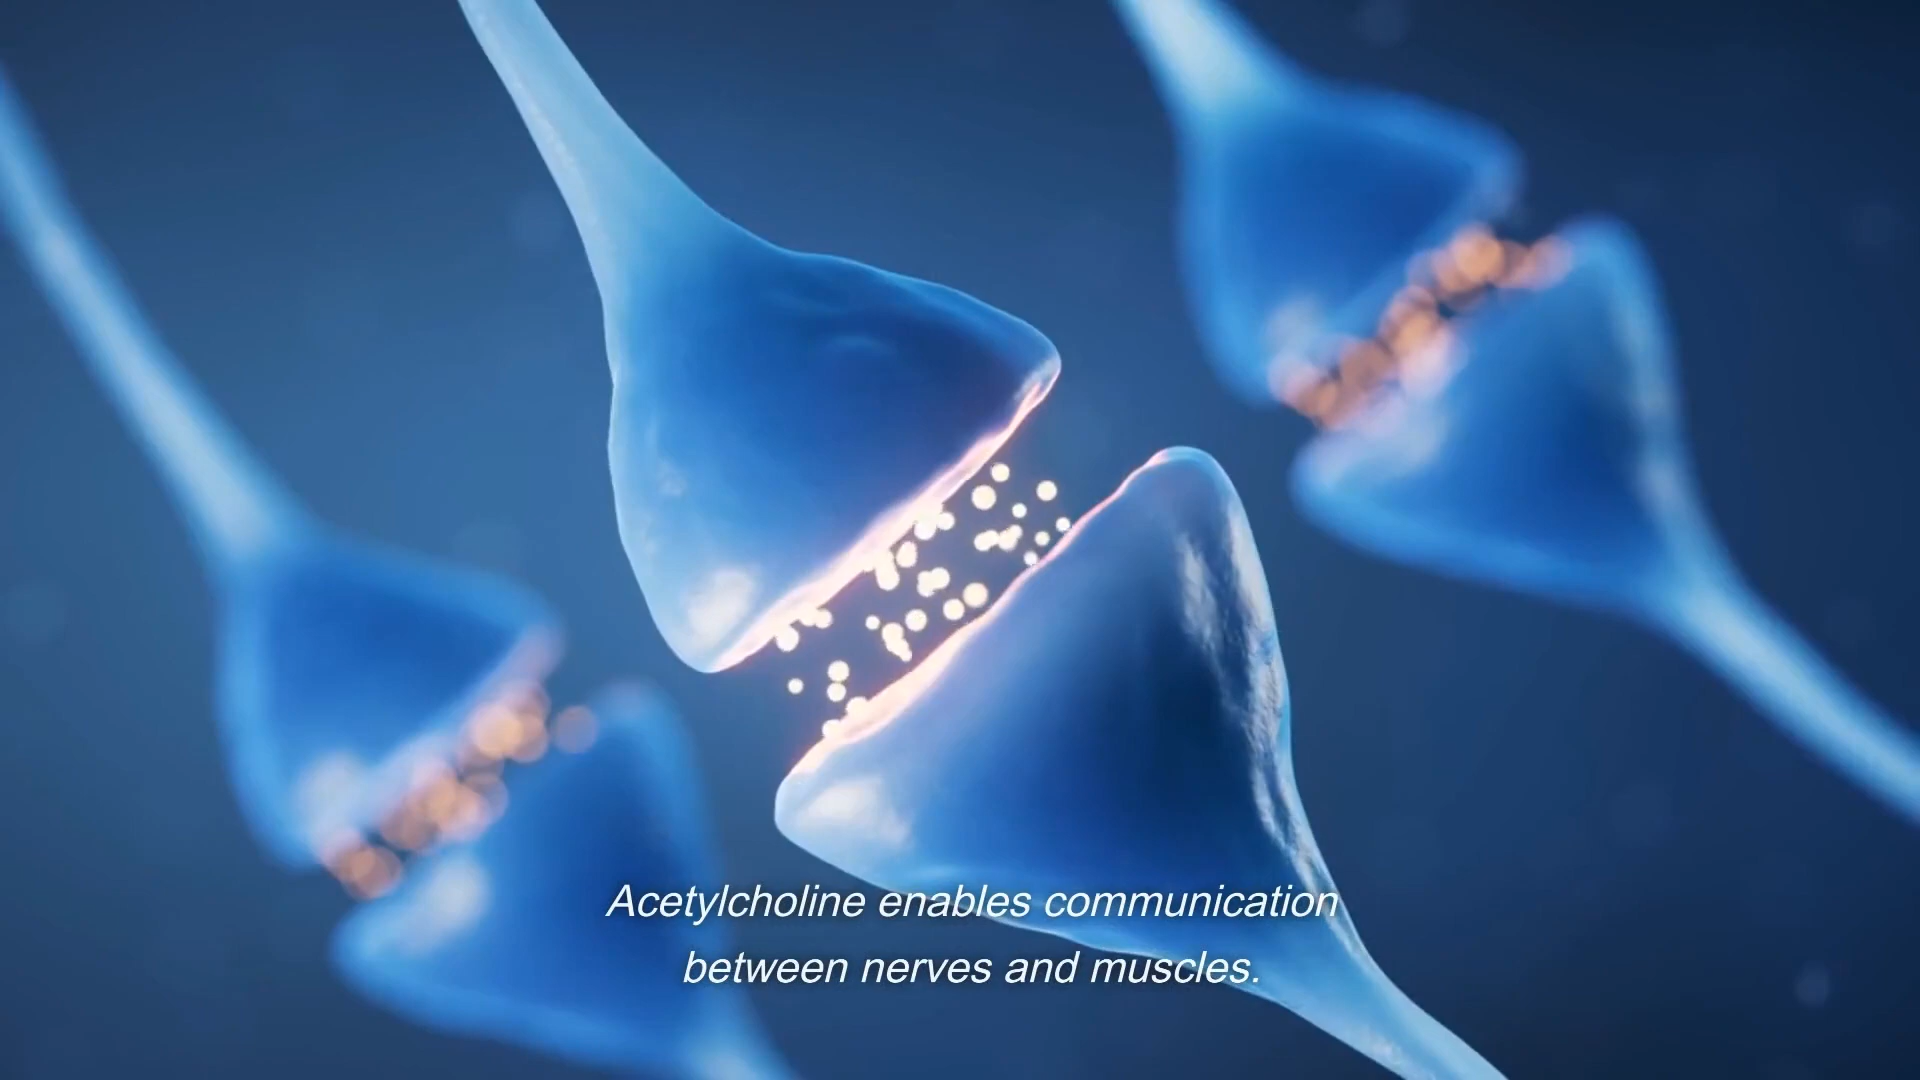 Acetylcholine enables communication
between nerves and muscles.